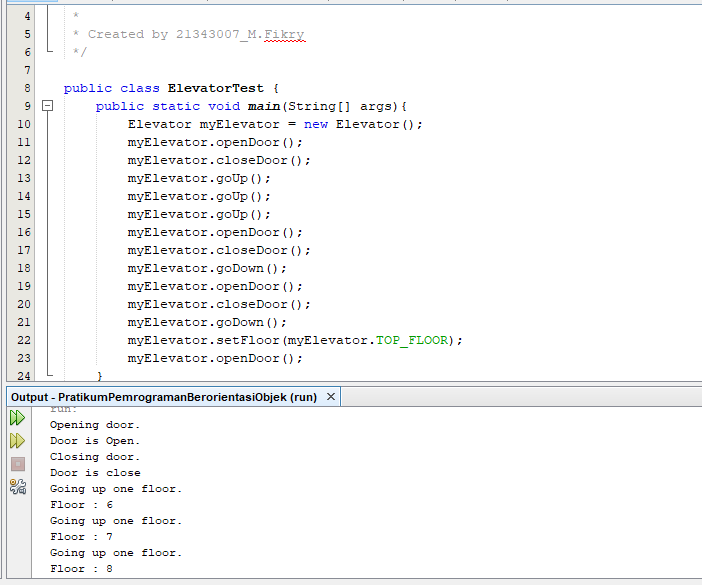 4 *
5 * Created by 21343007_M.Fikry
6 */
7
8 public class ElevatorTest {
9 public static void main(String[] args){
10 Elevator myElevator = new Elevator();
11 myElevator.openDoor();
12 myElevator.closeDoor();
13 myElevator.goUp();
14 myElevator.goUp();
15 myElevator.goUp();
16 myElevator.openDoor();
17 myElevator.closeDoor();
18 myElevator.goDown();
19 myElevator.openDoor();
20 myElevator.closeDoor();
21 myElevator.goDown();
22 myElevator.setFloor(myElevator.TOP_FLOOR);
23 myElevator.openDoor();
24 }
Output - PratikumPemrogramanBerorientasiObjek (run) ×
run:
Opening door.
Door is Open.
Closing door.
Door is close
Going up one floor.
Floor : 6
Going up one floor.
Floor : 7
Going up one floor.
Floor : 8